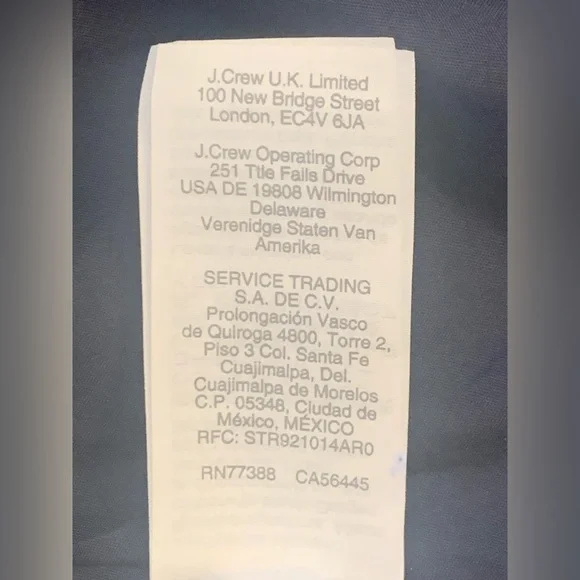 J.Crew U.K. Limited
100 New Bridge Street
London, EC4V 6JA
J.Crew Operating Corp
251 Ttle Falls Drive
USA DE 19808 Wilmington
Delaware
Verenidge Staten Van
Amerika
SERVICE TRADING
S.A. DE C.V.
Prolongación Vasco
de Quiroga 4800, Torre 2,
Piso 3 Col. Santa Fe
Cuajimalpa, Del.
Cuajimalpa de Morelos
C.P. 05348, Ciudad de
México, MÉXICO
RFC: STR921014AR0
RN77388 CA56445